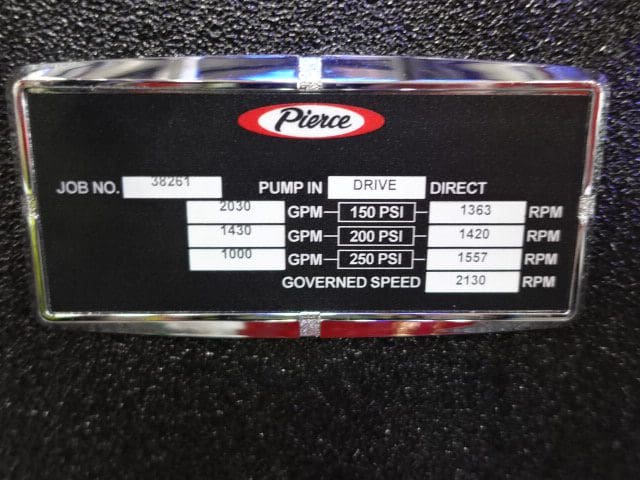 Pierce
JOB NO. 38261 PUMP IN DRIVE DIRECT
2030 GPM 150 PSI 1363 RPM
1430 GPM 200 PSI 1420 RPM
1000 GPM 250 PSI 1557 RPM
GOVERNED SPEED 2130 RPM